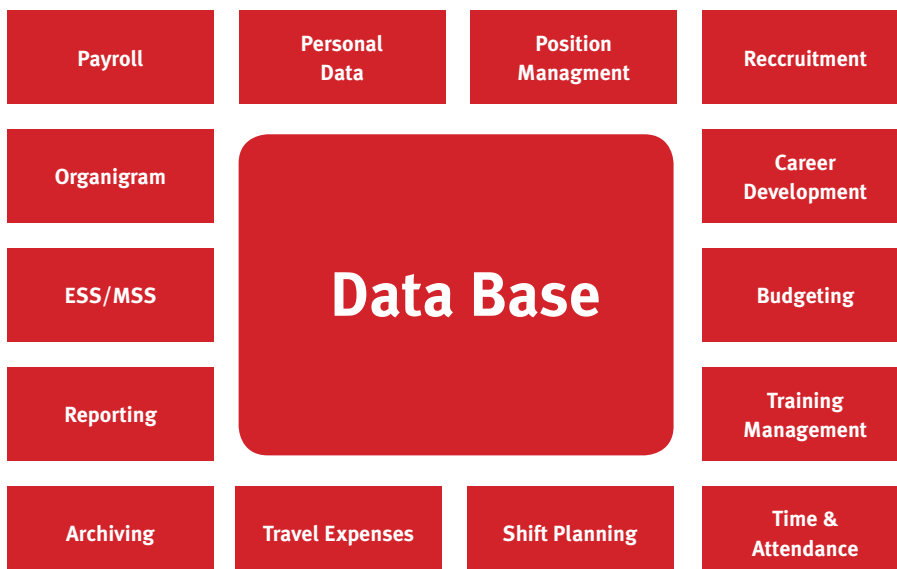 Payroll
Personal
Data
Position
Managment
Reccruitment
Organigram
Career
Development
ESS/MSS
Data Base
Budgeting
Reporting
Training
Management
Archiving
Travel Expenses
Shift Planning
Time &
Attendance